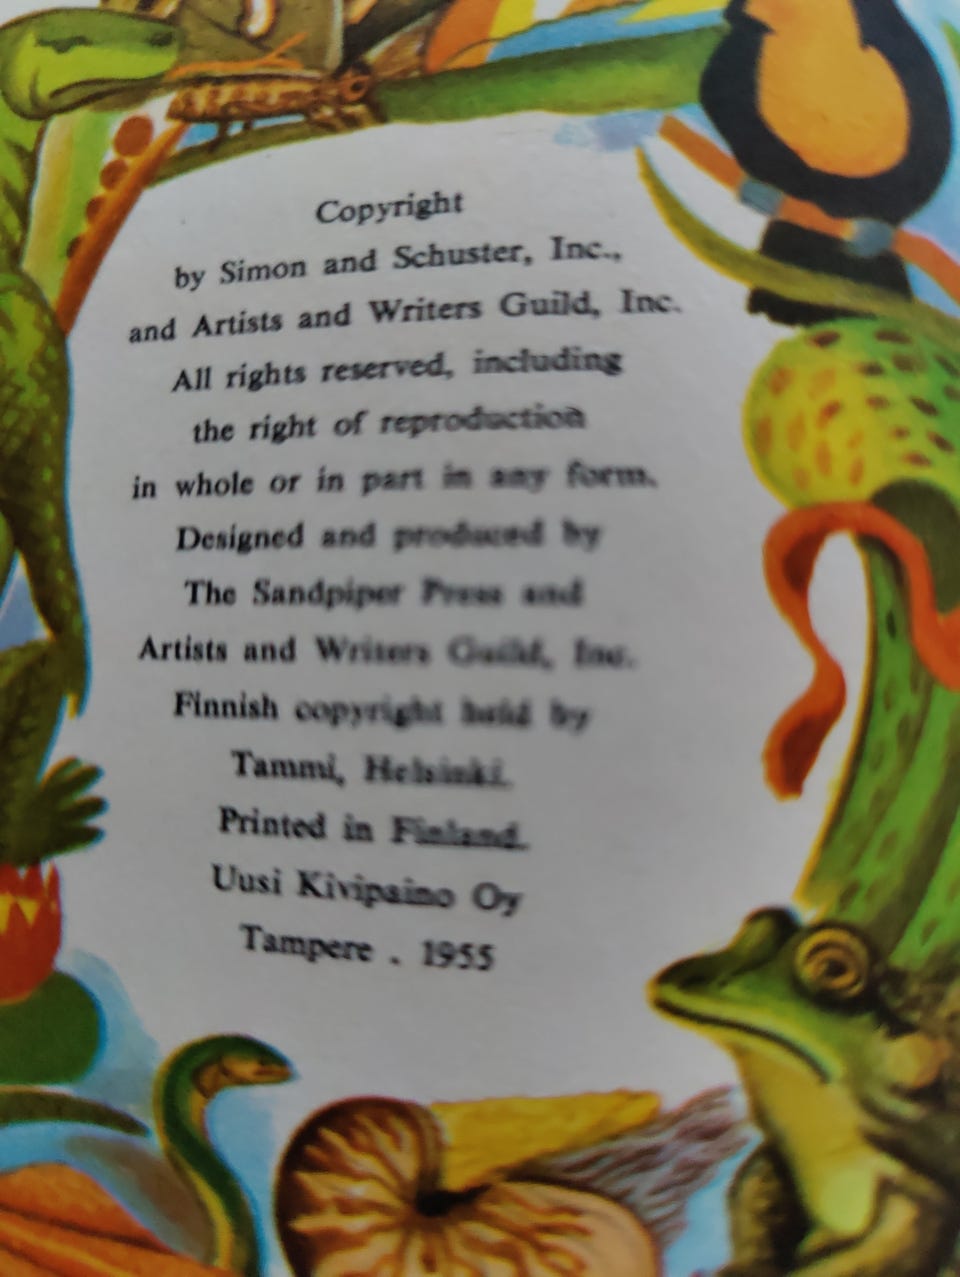 Copyright
by Simon and Schuster, Inc.,
and Artists and Writers Guild, Inc.
All rights reserved, including
the right of reproduction
in whole or in part in any form.
Designed and produced by
The Sandpiper Press and
Artists and Writers Guild, Inc.
Finnish copyright held by
Tammi, Helsinki.
Printed in Finland.
Uusi Kivipaino Oy
Tampere . 1955